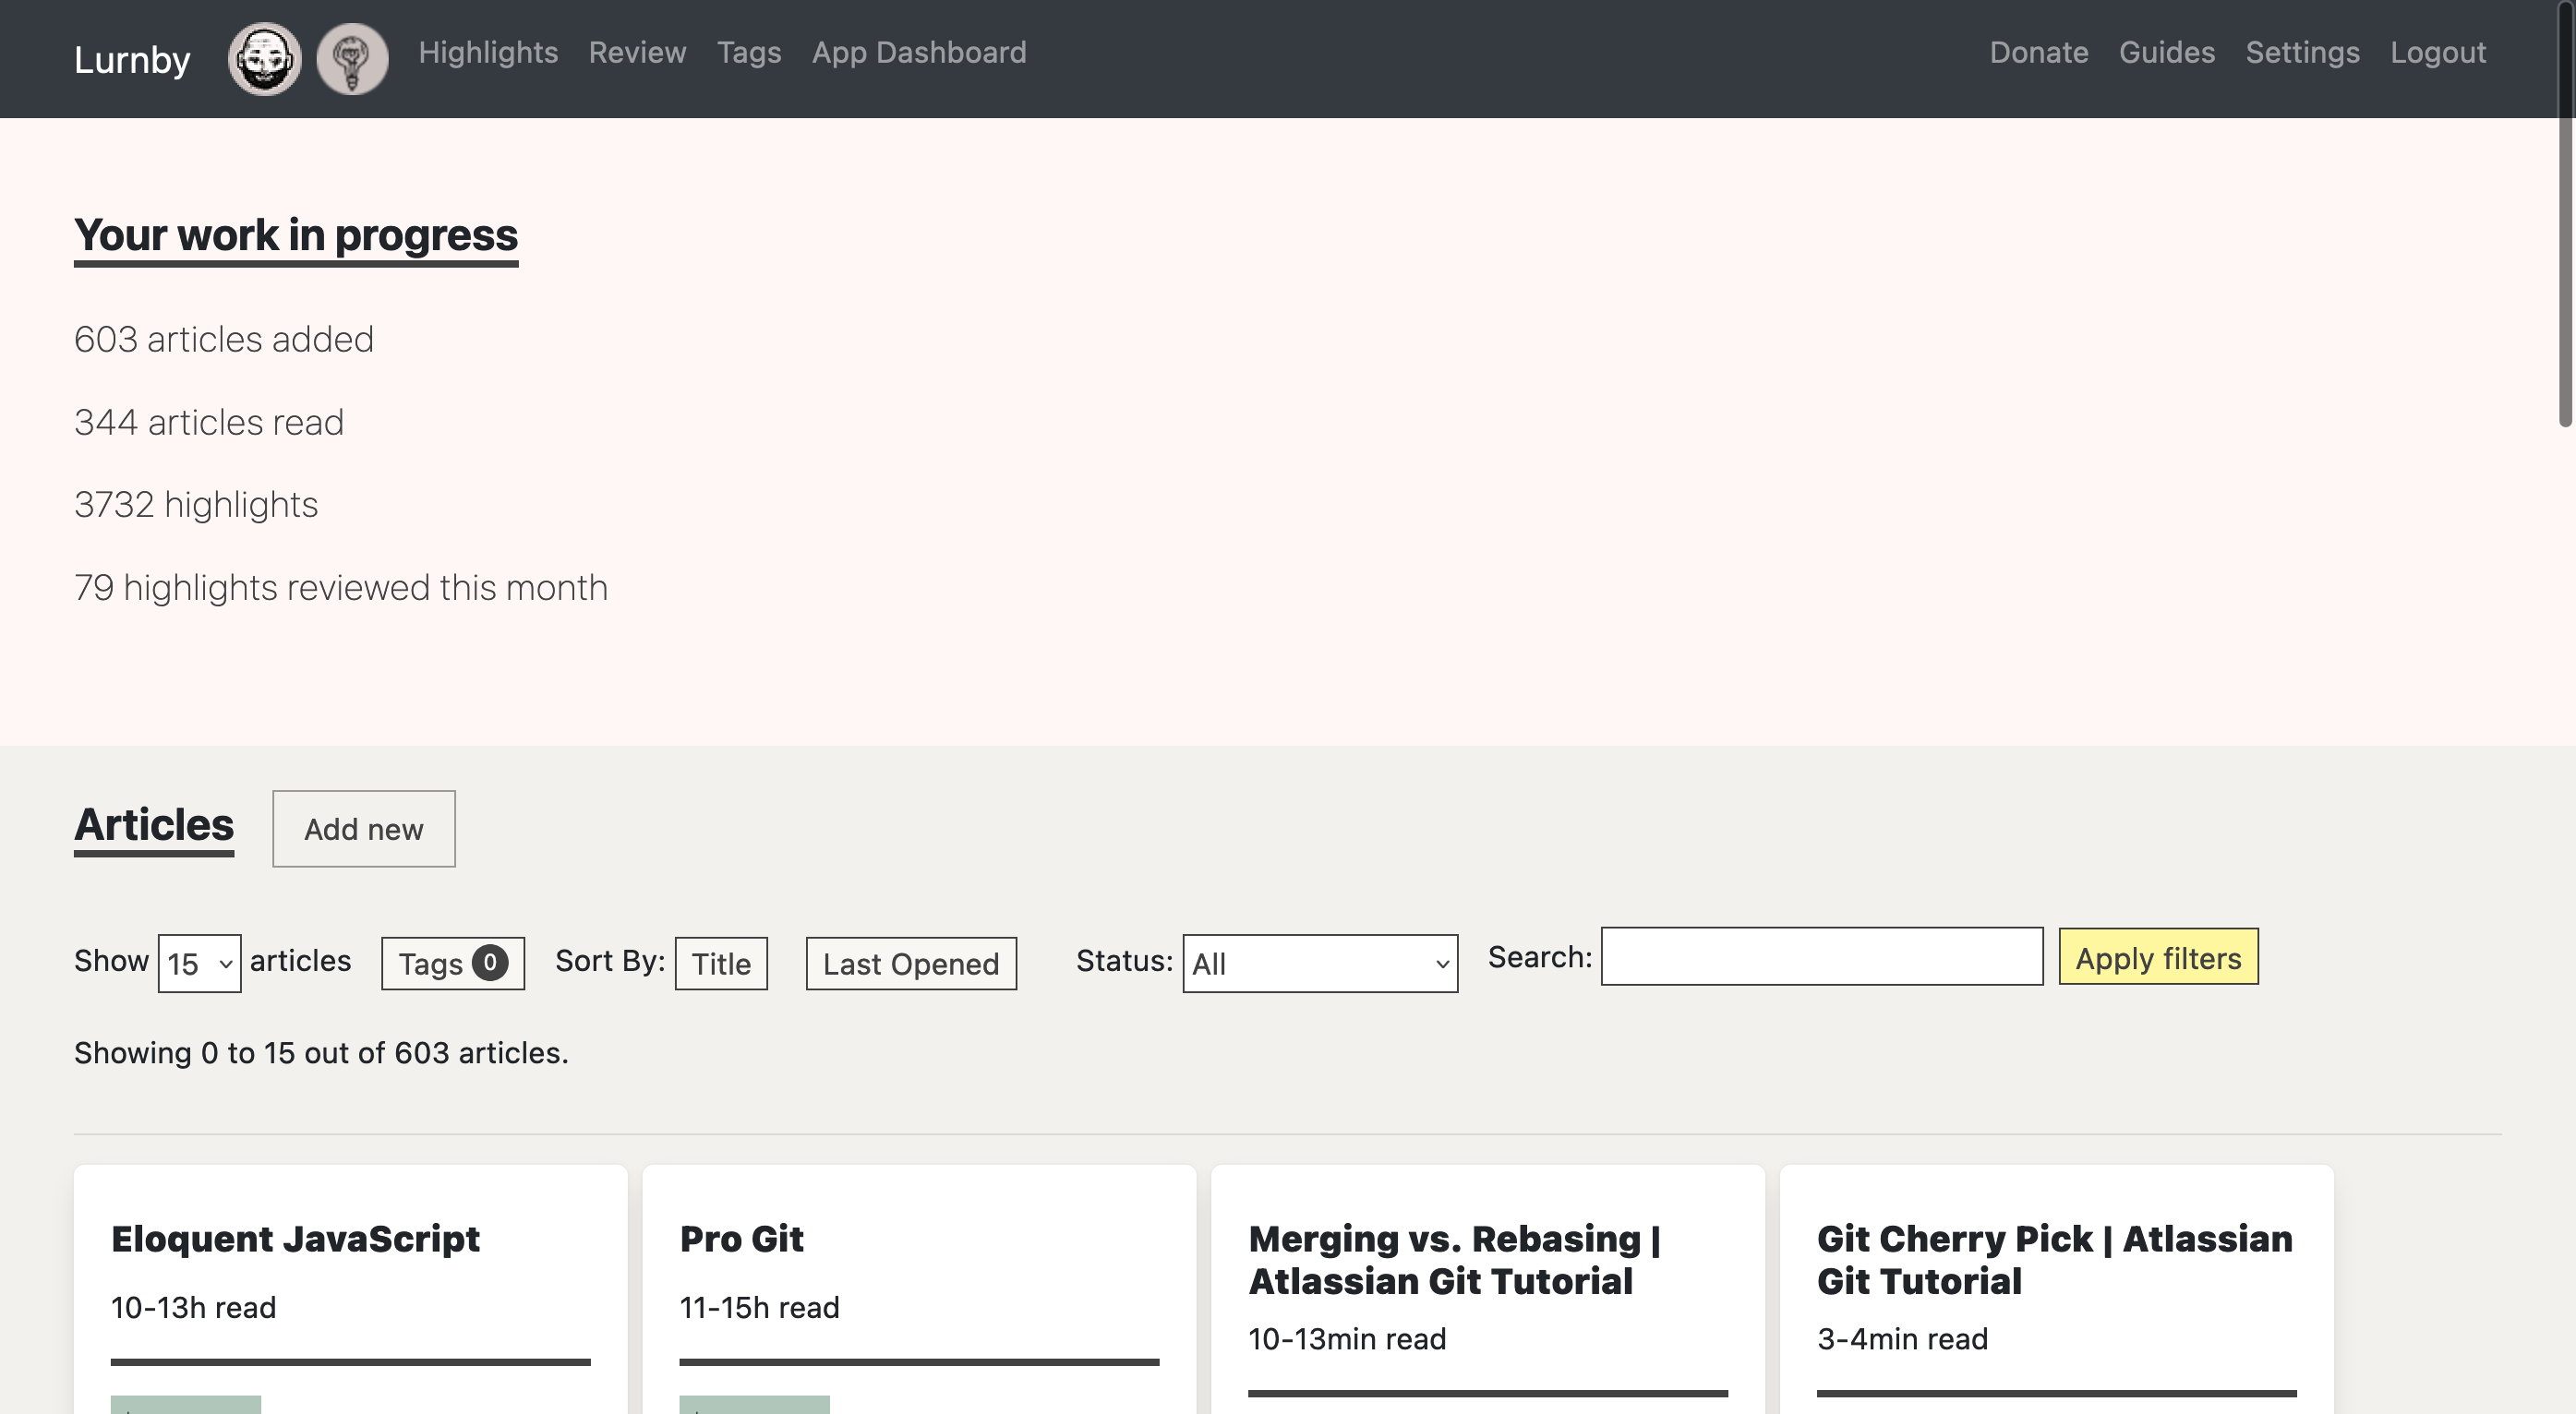 Lurnby Highlights Review Tags App Dashboard Donate Guides Settings Logout
Your work in progress
603 articles added
344 articles read
3732 highlights
79 highlights reviewed this month
Articles Add new
Show 15 articles Tags 0 Sort By: Title Last Opened Status: All Search: Apply filters
Showing 0 to 15 out of 603 articles.
Eloquent JavaScript
10-13h read
Pro Git
11-15h read
Merging vs. Rebasing |
Atlassian Git Tutorial
10-13min read
Git Cherry Pick | Atlassian
Git Tutorial
3-4min read